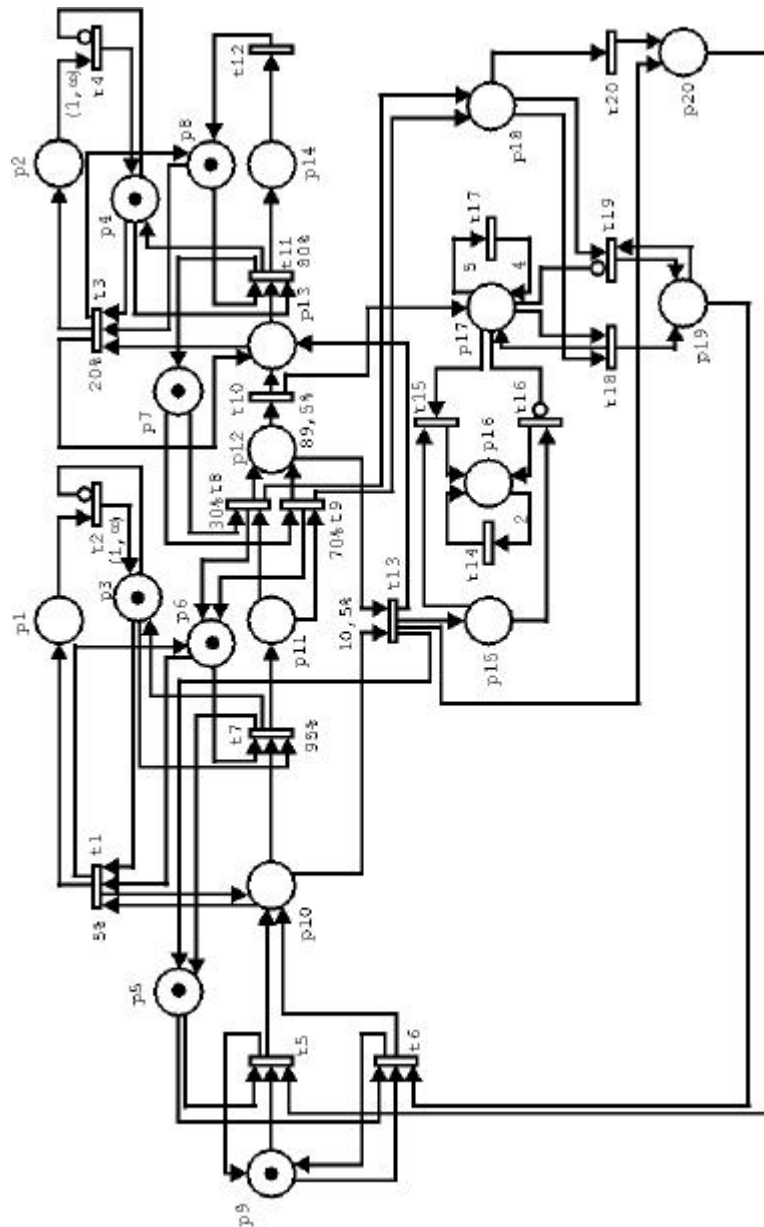 p2
(1,∞)
t4
p4
t3
20%
p8
t12
p14
t11
80%
p13
p7
t10
89,5%
p12
30%
t8
70%
t9
p1
t2
(1,∞)
p3
p6
p11
t7
95%
t1
5%
p10
p5
t5
t6
p9
10,5%
t13
p15
t14
2
p16
t15
t16
p17
5
4
t17
p18
t18
t19
p19
t20
p20